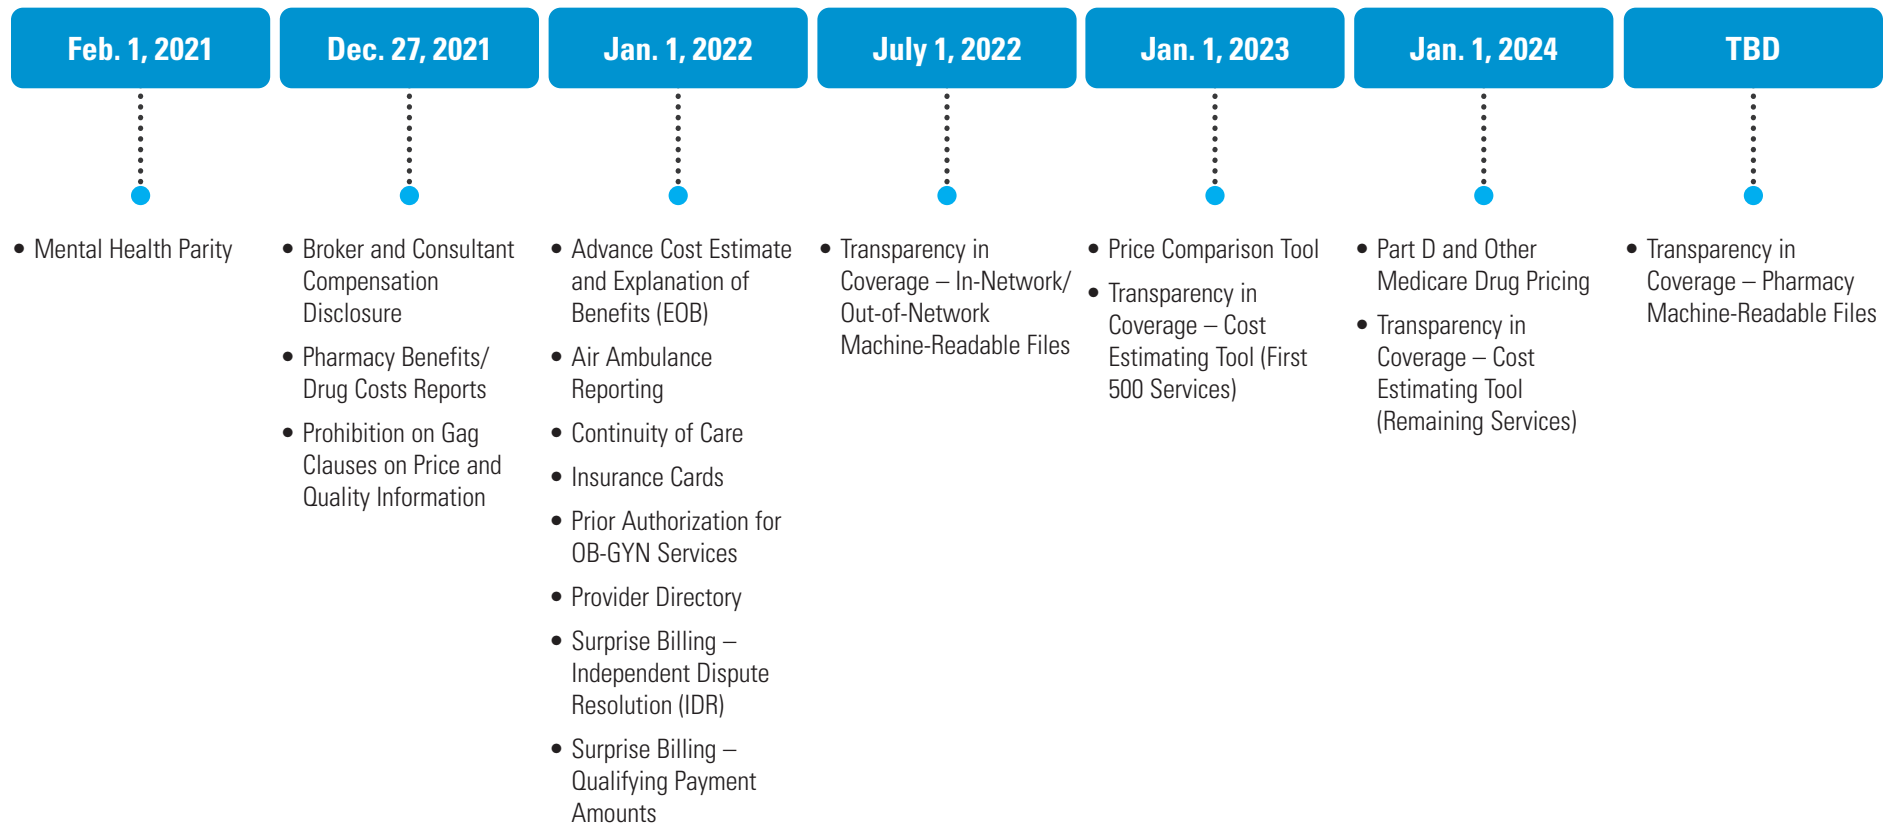 Feb. 1, 2021
• Mental Health Parity
Dec. 27, 2021
• Broker and Consultant
Compensation
Disclosure
• Pharmacy Benefits/
Drug Costs Reports
• Prohibition on Gag
Clauses on Price and
Quality Information
Jan. 1, 2022
• Advance Cost Estimate
and Explanation of
Benefits (EOB)
• Air Ambulance
Reporting
• Continuity of Care
• Insurance Cards
• Prior Authorization for
OB-GYN Services
• Provider Directory
• Surprise Billing –
Independent Dispute
Resolution (IDR)
• Surprise Billing –
Qualifying Payment
Amounts
July 1, 2022
• Transparency in
Coverage – In-Network/
Out-of-Network
Machine-Readable Files
Jan. 1, 2023
• Price Comparison Tool
• Transparency in
Coverage – Cost
Estimating Tool (First
500 Services)
Jan. 1, 2024
• Part D and Other
Medicare Drug Pricing
• Transparency in
Coverage – Cost
Estimating Tool
(Remaining Services)
TBD
• Transparency in
Coverage – Pharmacy
Machine-Readable Files